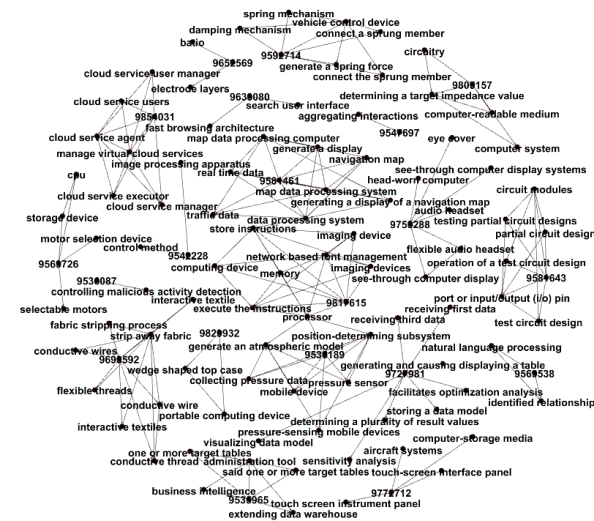 spring mechanism
vehicle control device
damping mechanism
connect a sprung member
batio
circuitry
9592714
9652569
generate a spring force
cloud service user manager
connect the sprung member
9809157
electrode layers
determining a target impedance value
9639080
cloud service users
search user interface
computer-readable medium
aggregating interactions
9854031
fast browsing architecture
cloud service agent
map data processing computer
9547697
eye over
manage virtual cloud services
generate a display
computer system
navigation map
image processing apparatus
real time data
see-through computer display systems
cpu
9581461
head-worn computer
map data processing system
circuit modules
cloud service executor
generating a display of a navigation map
cloud service manager
audio headset
storage device
traffic data
data processing system
9759288
testing partial circuit designs
store instructions
imaging device
partial circuit design
motor selection device
control method
flexible audio headset
9542228
network based font management
operation of a test circuit design
9569726
computing device
imaging devices
memory
see-through computer display
9581643
9539087
controlling malicious activity detection
interactive textile
port or input/output (i/o) pin
execute the instructions
9817615
selectable motors
receiving first data
processor
receiving third data
test circuit design
fabric stripping process
strip away fabric
9829932
position-determining subsystem
generate an atmospheric model
natural language processing
conductive wires
9693592
9539189
wedge shaped top case
generating and causing displaying a table
9727981
9569538
collecting pressure data
pressure sensor
flexible threads
mobile device
facilitates optimization analysis
identified relationship
conductive wire
storing a data model
portable computing device
interactive textiles
determining a plurality of result values
pressure-sensing mobile devices
computer-storage media
visualizing data model
one or more target tables
aircraft systems
conductive thread administration tool
sensitivity analysis
said one or more target tables
touch-screen interface panel
business intelligence
9772712
9539965
touch screen instrument panel
extending data warehouse